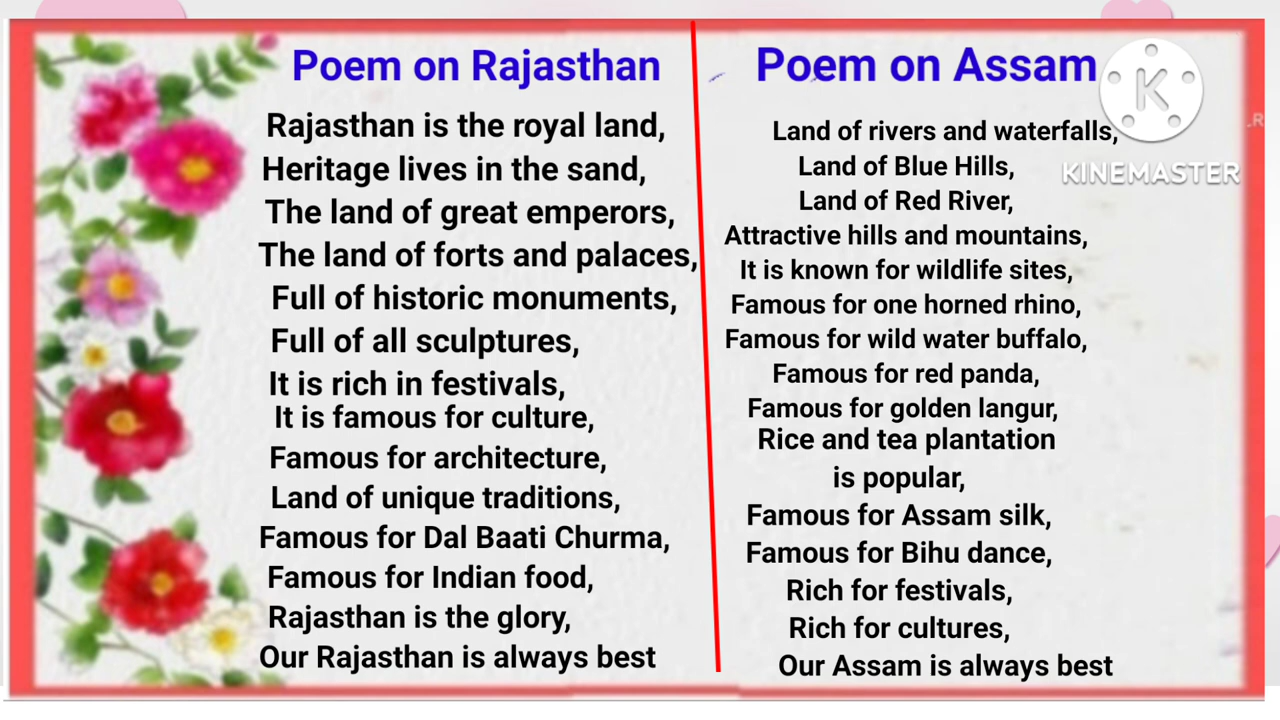 Poem on Rajasthan
Rajasthan is the royal land,
Heritage lives in the sand,
The land of great emperors,
The land of forts and palaces,
Full of historic monuments,
Full of all sculptures,
It is rich in festivals,
It is famous for culture,
Famous for architecture,
Land of unique traditions,
Famous for Dal Baati Churma,
Famous for Indian food,
Rajasthan is the glory,
Our Rajasthan is always best
Poem on Assam
Land of rivers and waterfalls,
Land of Blue Hills,
Land of Red River,
Attractive hills and mountains,
It is known for wildlife sites,
Famous for one horned rhino,
Famous for wild water buffalo,
Famous for red panda,
Famous for golden langur,
Rice and tea plantation
is popular,
Famous for Assam silk,
Famous for Bihu dance,
Rich for festivals,
Rich for cultures,
Our Assam is always best
K
KINEMASTER